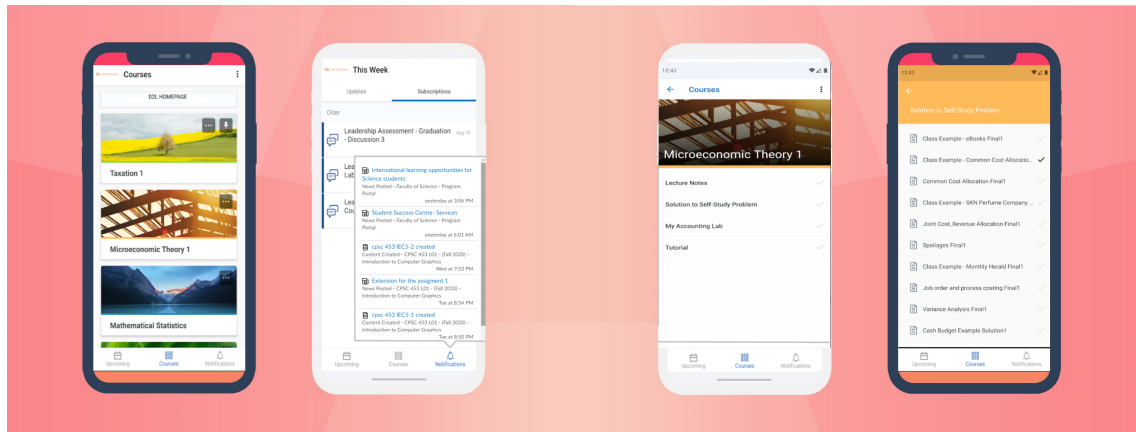 Courses
D2L HOMEPAGE
Taxation 1
Microeconomic Theory 1
Mathematical Statistics
Upcoming
Courses
Notifications
This Week
Updates
Subscriptions
Older
Leadership Assessment - Graduation
Aug 19
- Discussion 3
Lea
Lab
Lea
Cou
International learning opportunities for
Science students
News Posted - Faculty of Science - Program
Portal
yesterday at 3:06 PM
Student Success Centre- Services
News Posted - Faculty of Science - Program
Portal
yesterday at 6:01 AM
cpsc 453 lEC5-2 created
Content Created - CPSC 453 L01 - (Fall 2020) -
Introduction to Computer Graphics
Wed at 7:53 PM
Extension for the assigment 1
News Posted - CPSC 453 L01 - (Fall 2020) -
Introduction to Computer Graphics
Tue at 8:54 PM
cpsc 453 lEC5-1 created
Content Created - CPSC 453 L01 - (Fall 2020) -
Introduction to Computer Graphics
Tue at 8:50 PM
Upcoming
Courses
Notifications
12:42
Courses
Microeconomic Theory 1
Lecture Notes
Solution to Self-Study Problem
My Accounting Lab
Tutorial
Upcoming
Courses
Notifications
12:42
Solution to Self-Study Problem
Class Example - eBooks Final1
Class Example - Common Cost Allocatio...
Common Cost Allocation Final1
Class Example - SKN Perfume Company ...
Joint Cost_Revenue Allocation Final1
Spoilages Final1
Class Example - Monthly Herald Final1
Job order and process costing Final1
Variance Analysis Final1
Cash Budget Example Solution1
Upcoming
Courses
Notifications